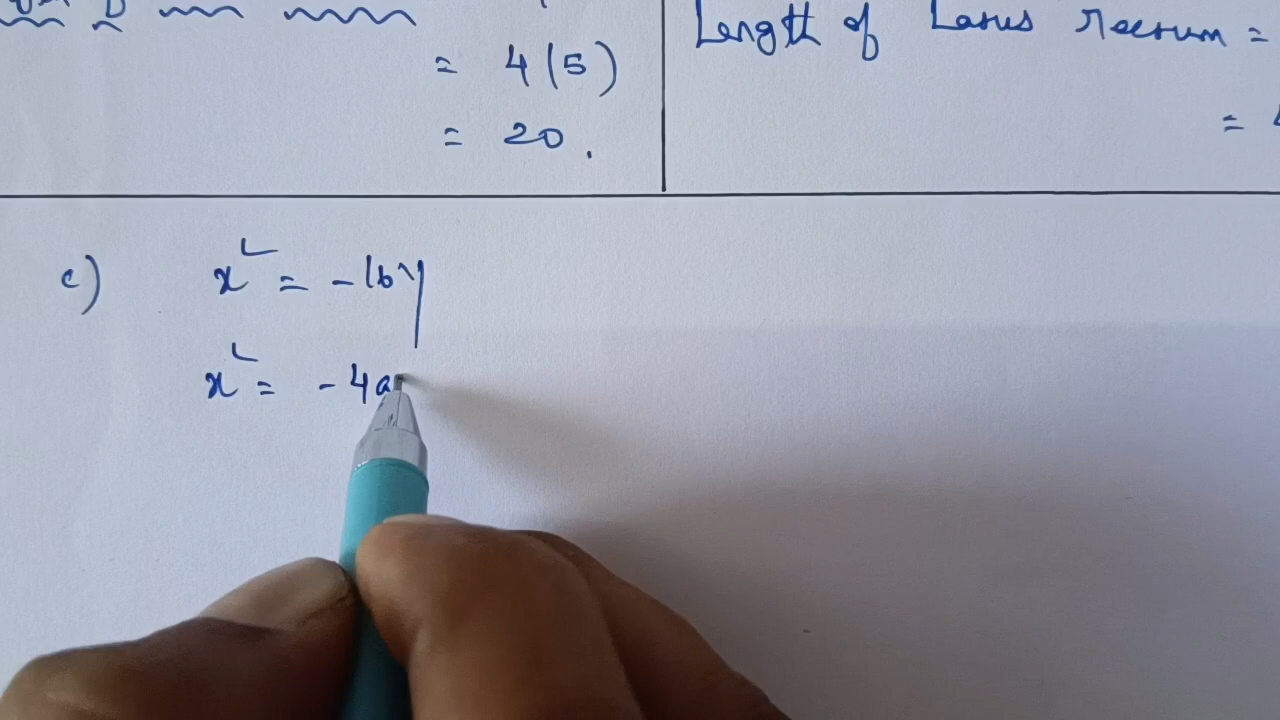 = 4(5)
= 20.
Length of Latus Rectum =
=
c) x² = -16y
x² = -4a